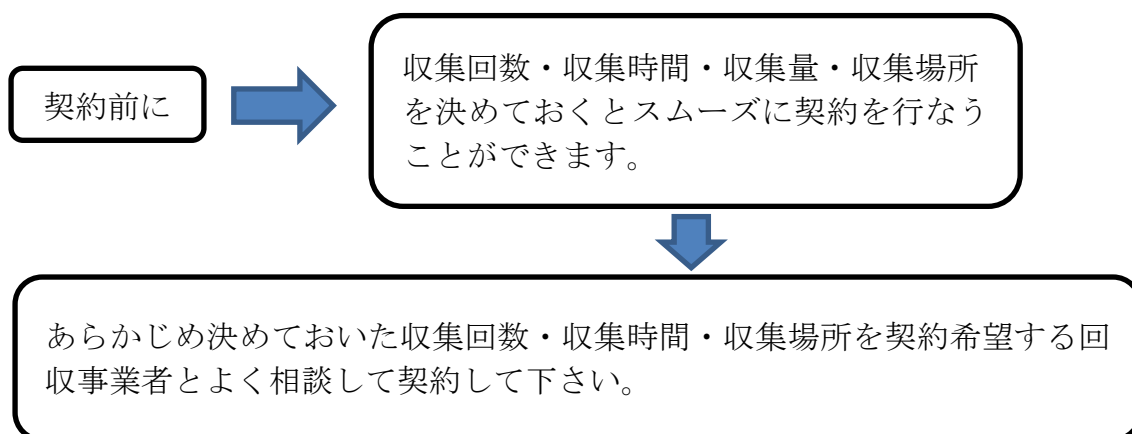 契約前に
収集回数・収集時間・収集量・収集場所
を決めておくとスムーズに契約を行なう
ことができます。
あらかじめ決めておいた収集回数・収集時間・収集場所を契約希望する回
収事業者とよく相談して契約して下さい。